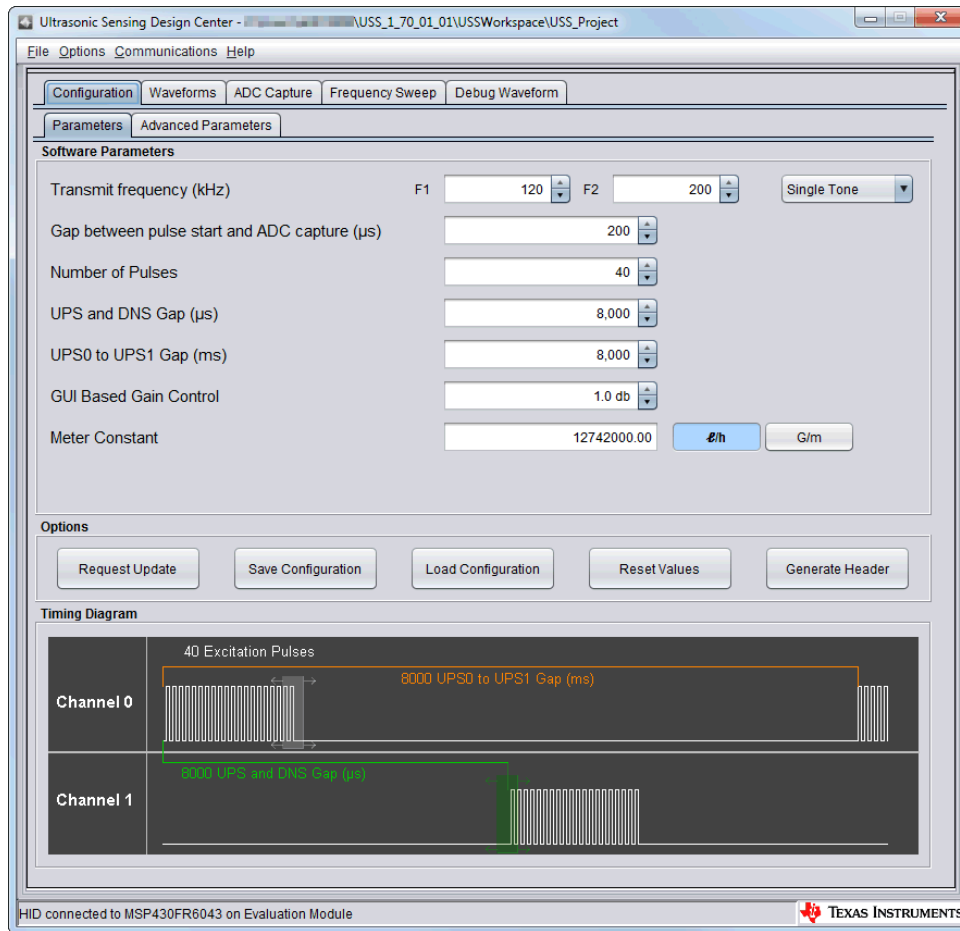 Ultrasonic Sensing Design Center - \USS_1_70_01_01\USSWorkspace\USS_Project
File Options Communications Help
Configuration Waveforms ADC Capture Frequency Sweep Debug Waveform
Parameters Advanced Parameters
Software Parameters
Transmit frequency (kHz) F1 120 F2 200 Single Tone
Gap between pulse start and ADC capture (µs) 200
Number of Pulses 40
UPS and DNS Gap (µs) 8,000
UPS0 to UPS1 Gap (ms) 8,000
GUI Based Gain Control 1.0 db
Meter Constant 12742000.00 ℓ/h G/m
Options
Request Update Save Configuration Load Configuration Reset Values Generate Header
Timing Diagram
40 Excitation Pulses
8000 UPS0 to UPS1 Gap (ms)
Channel 0
8000 UPS and DNS Gap (µs)
Channel 1
HID connected to MSP430FR6043 on Evaluation Module TEXAS INSTRUMENTS